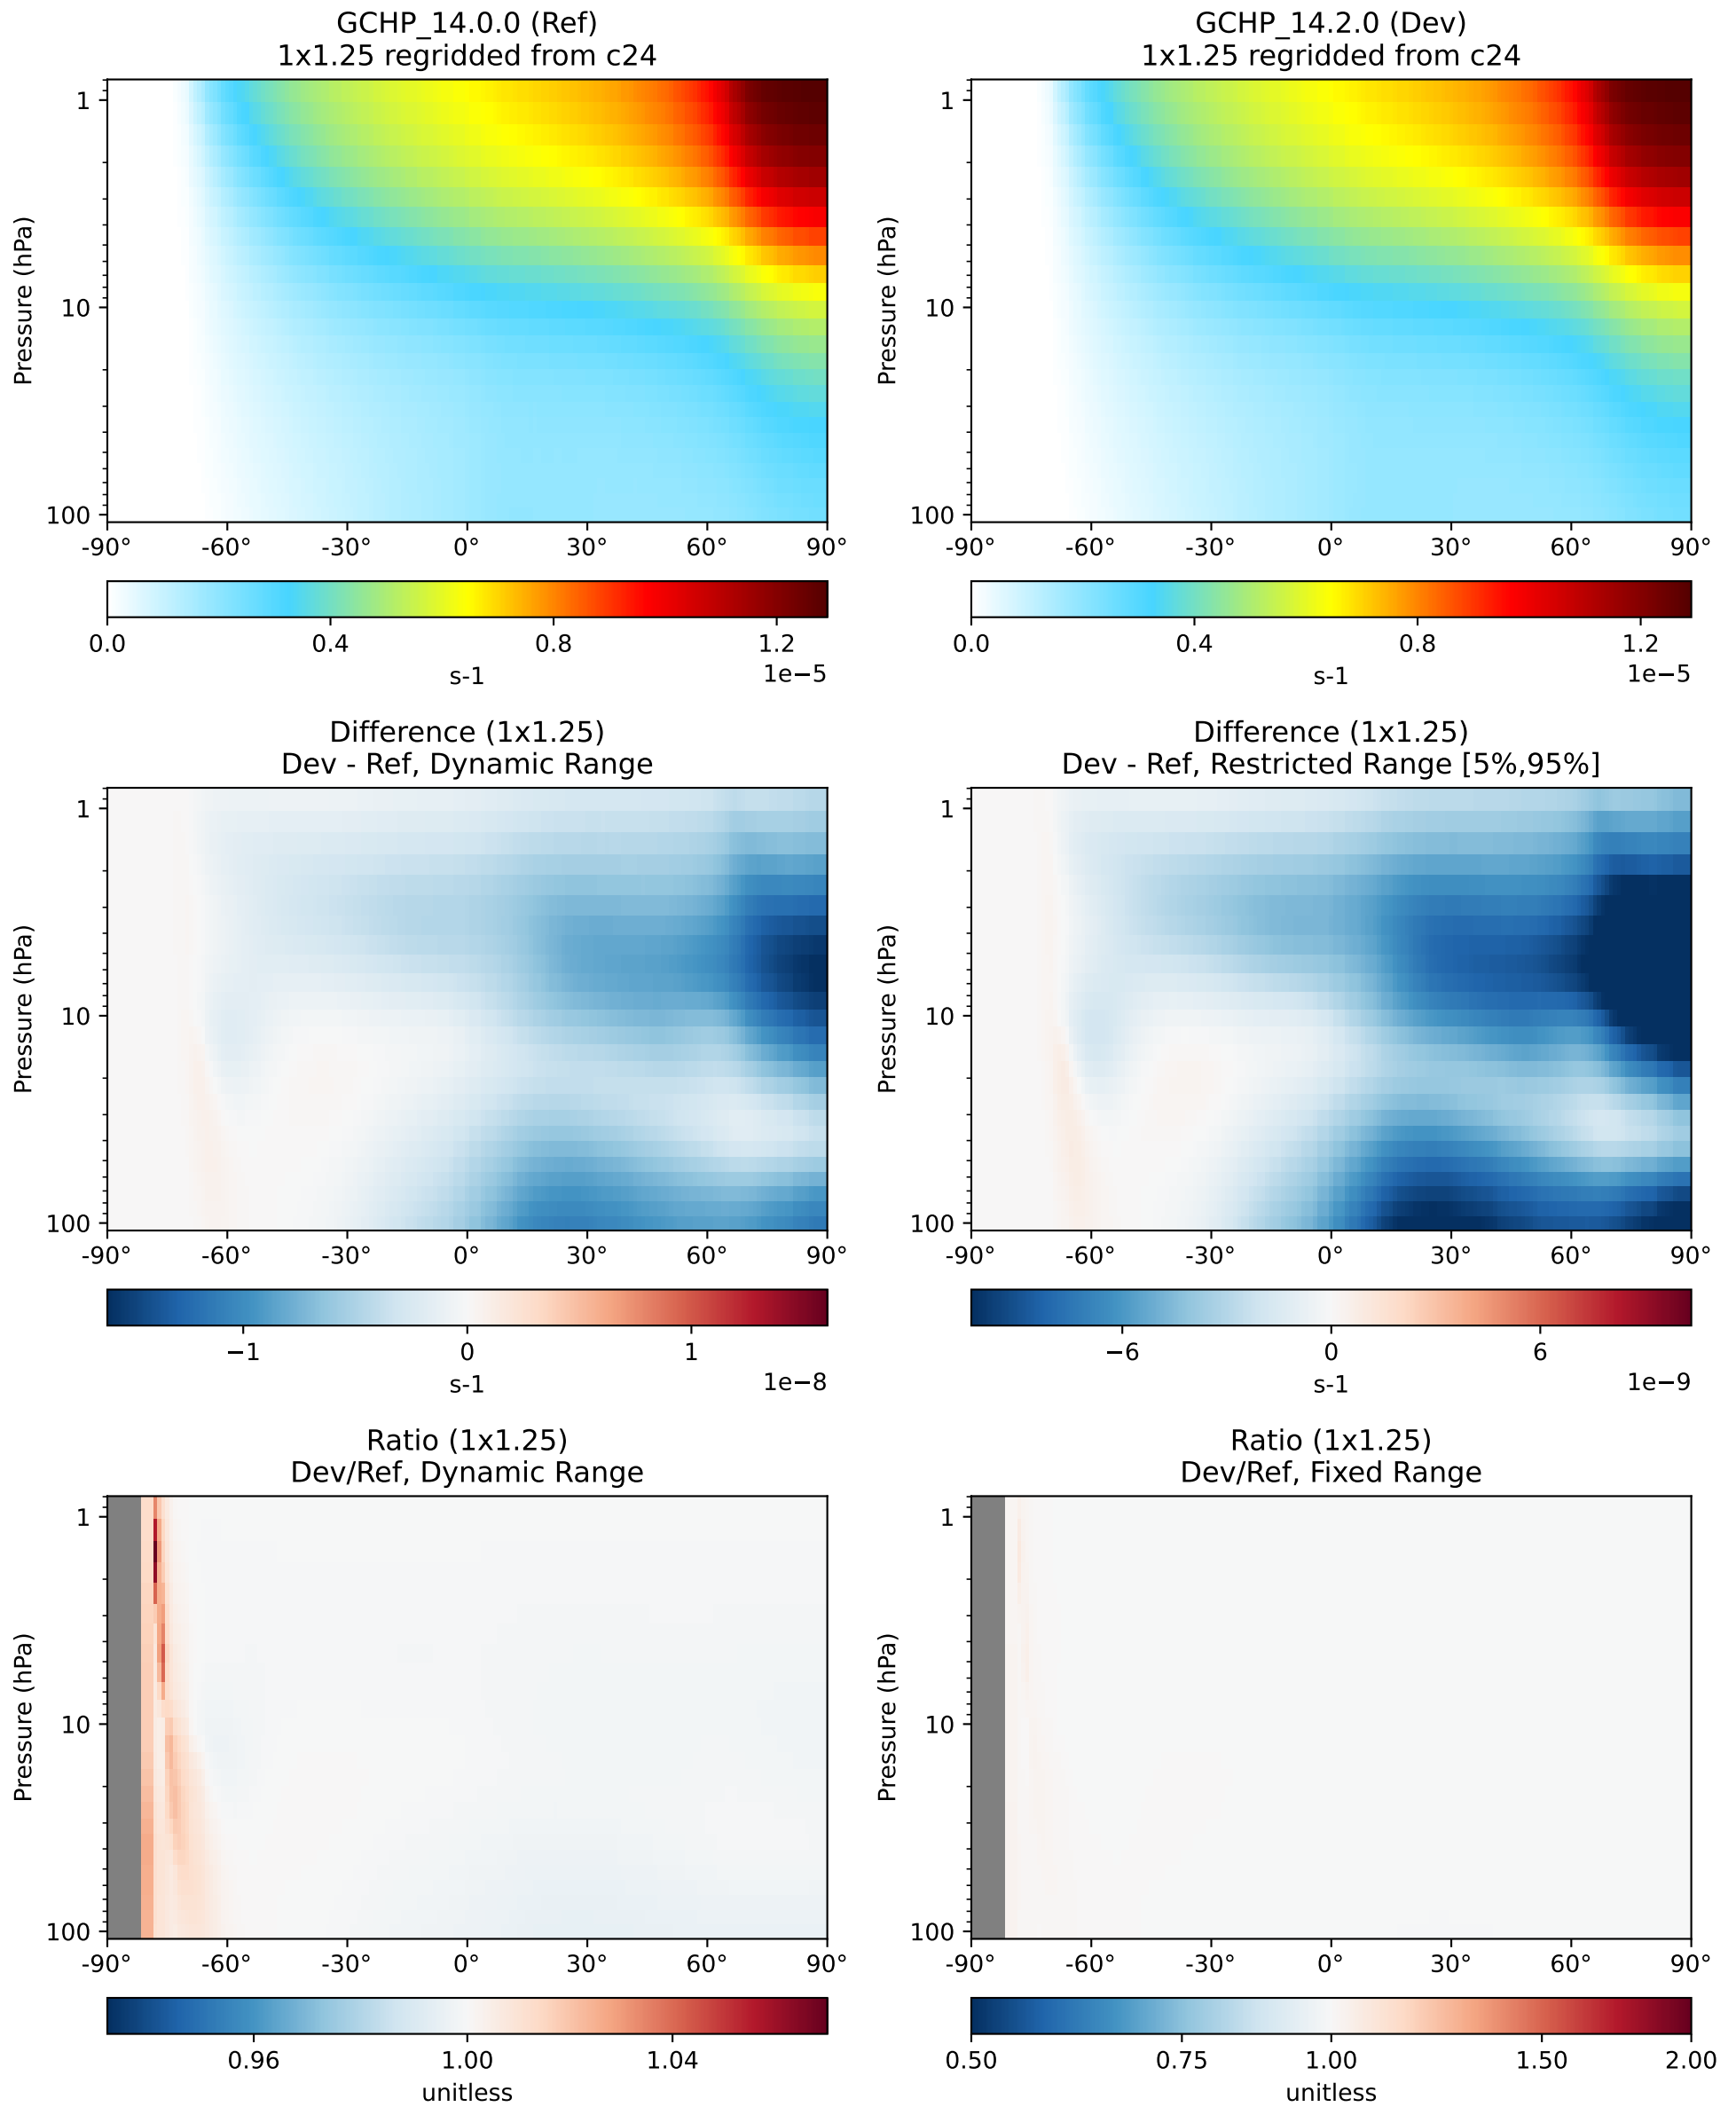 GCHP_14.0.0 (Ref)
1x1.25 regridded from c24
Pressure (hPa)
1
10
100
-90° -60° -30° 0° 30° 60° 90°
0.0 0.4 0.8 1.2
s-1
1e−5
GCHP_14.2.0 (Dev)
1x1.25 regridded from c24
Pressure (hPa)
1
10
100
-90° -60° -30° 0° 30° 60° 90°
0.0 0.4 0.8 1.2
s-1
1e−5
Difference (1x1.25)
Dev - Ref, Dynamic Range
Pressure (hPa)
1
10
100
-90° -60° -30° 0° 30° 60° 90°
−1 0 1
s-1
1e−8
Difference (1x1.25)
Dev - Ref, Restricted Range [5%,95%]
Pressure (hPa)
1
10
100
-90° -60° -30° 0° 30° 60° 90°
−6 0 6
s-1
1e−9
Ratio (1x1.25)
Dev/Ref, Dynamic Range
Pressure (hPa)
1
10
100
-90° -60° -30° 0° 30° 60° 90°
0.96 1.00 1.04
unitless
Ratio (1x1.25)
Dev/Ref, Fixed Range
Pressure (hPa)
1
10
100
-90° -60° -30° 0° 30° 60° 90°
0.50 0.75 1.00 1.50 2.00
unitless